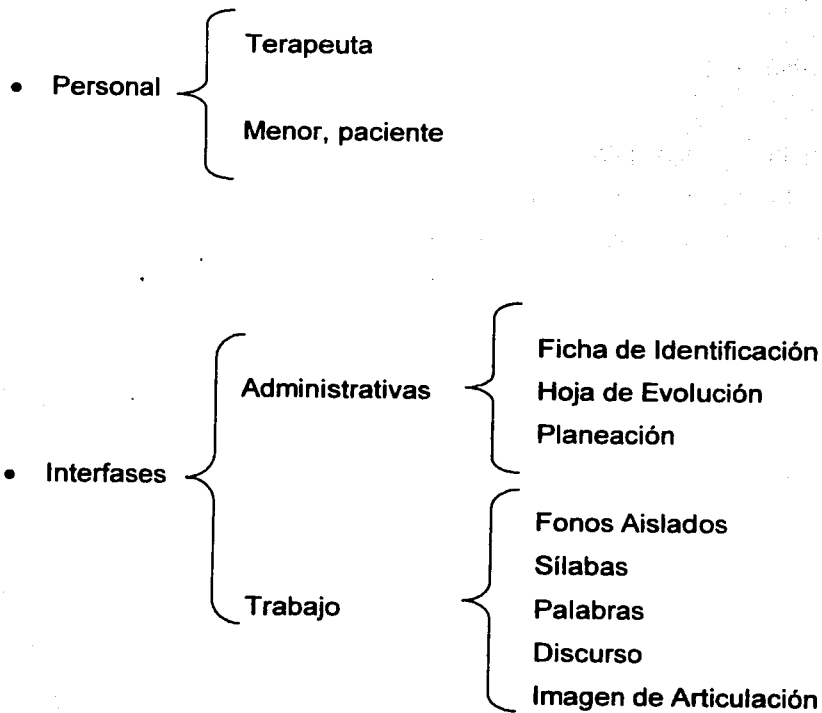 • Personal
Terapeuta
Menor, paciente
• Interfases
Administrativas
Ficha de Identificación
Hoja de Evolución
Planeación
Trabajo
Fonos Aislados
Sílabas
Palabras
Discurso
Imagen de Articulación